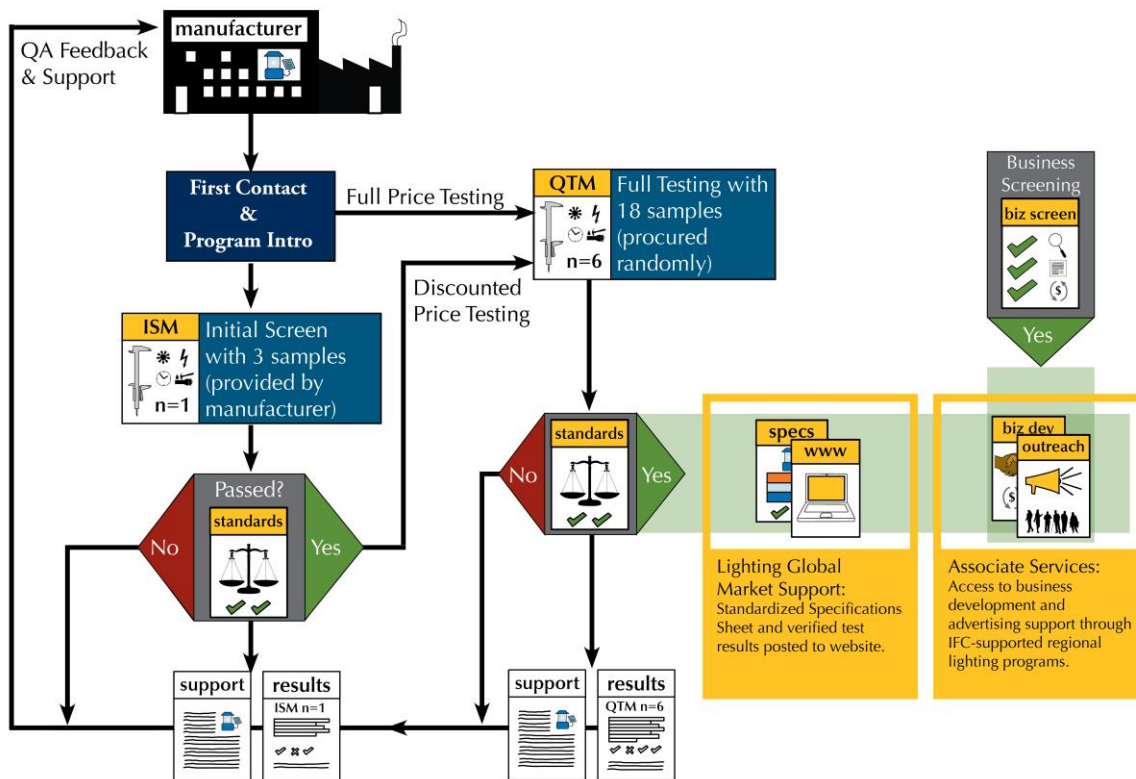 manufacturer
QA Feedback
& Support
First Contact
&
Program Intro
Full Price Testing
QTM
n=6
Full Testing with
18 samples
(procured
randomly)
Discounted
Price Testing
ISM
n=1
Initial Screen
with 3 samples
(provided by
manufacturer)
Business
Screening
biz screen
$
Yes
Passed?
standards
No
Yes
standards
No
Yes
specs
www
biz dev
$
outreach
Lighting Global
Market Support:
Standardized Specifications
Sheet and verified test
results posted to website.
Associate Services:
Access to business
development and
advertising support through
IFC-supported regional
lighting programs.
support
results
ISM n=1
support
results
QTM n=6